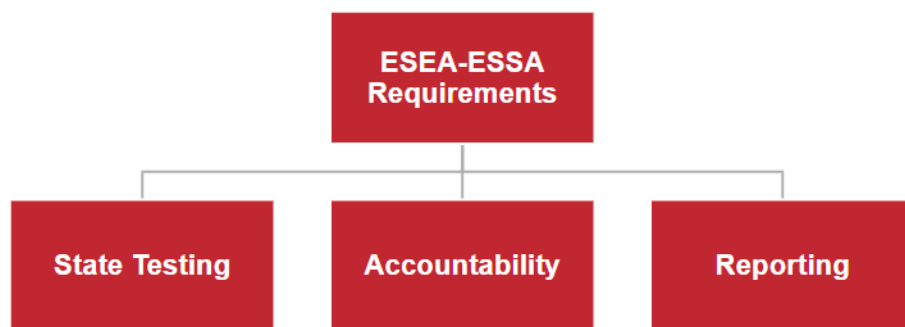 ESEA-ESSA
Requirements
State Testing
Accountability
Reporting